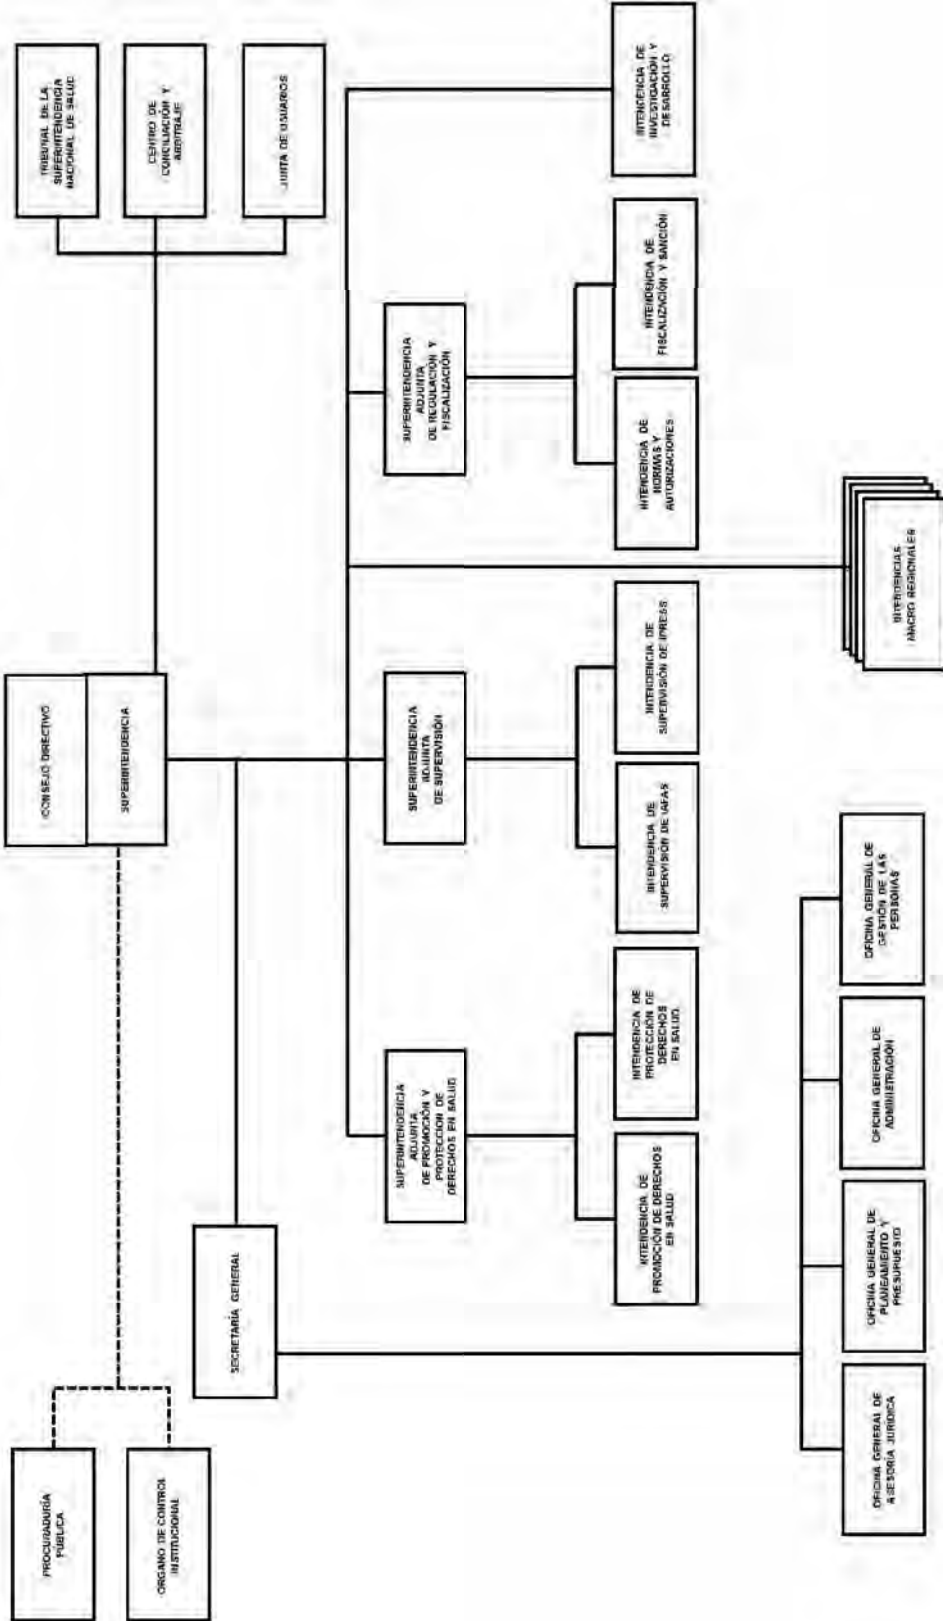 CONSEJO DIRECTIVO
SUPERINTENDENCIA
PROCURADURÍA
PÚBLICA
ORGANO DE CONTROL
INSTITUCIONAL
TRIBUNAL DE LA
SUPERINTENDENCIA
NACIONAL DE SALUD
CENTRO DE
CONCILIACIÓN Y
ARBITRAJE
JUNTA DE USUARIOS
SECRETARÍA GENERAL
SUPERINTENDENCIA
ADJUNTA
DE PROMOCIÓN Y
PROTECCION DE
DERECHOS EN SALUD
SUPERINTENDENCIA
ADJUNTA
DE SUPERVISIÓN
SUPERINTENDENCIA
ADJUNTA
DE REGULACIÓN Y
FISCALIZACIÓN
INTENDENCIA DE
PROMOCIÓN DE DERECHOS
EN SALUD
INTENDENCIA DE
PROTECCIÓN DE
DERECHOS
EN SALUD
INTENDENCIA DE
SUPERVISIÓN DE IAFAS
INTENDENCIA DE
SUPERVISIÓN DE IPRESS
INTENDENCIA DE
NORMAS Y
AUTORIZACIONES
INTENDENCIA DE
FISCALIZACIÓN Y SANCIÓN
INTENDENCIA DE
INVESTIGACIÓN Y
DESARROLLO
OFICINA GENERAL DE
ASESORÍA JURÍDICA
OFICINA GENERAL DE
PLANEAMIENTO Y
PRESUPUESTO
OFICINA GENERAL DE
ADMINISTRACIÓN
OFICINA GENERAL DE
GESTIÓN DE LAS
PERSONAS
INTENDENCIAS
MACRO REGIONALES